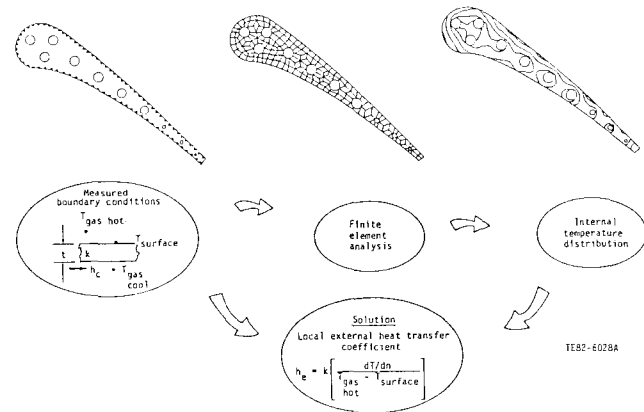 Measured
boundary conditions
T gas hot
T surface
t
k
h c
T gas cool
Finite
element
analysis
Internal
temperature
distribution
Solution
Local external heat transfer
coefficient
h e = k [ dT/dn / T gas hot - T surface ]
TE82-6028A